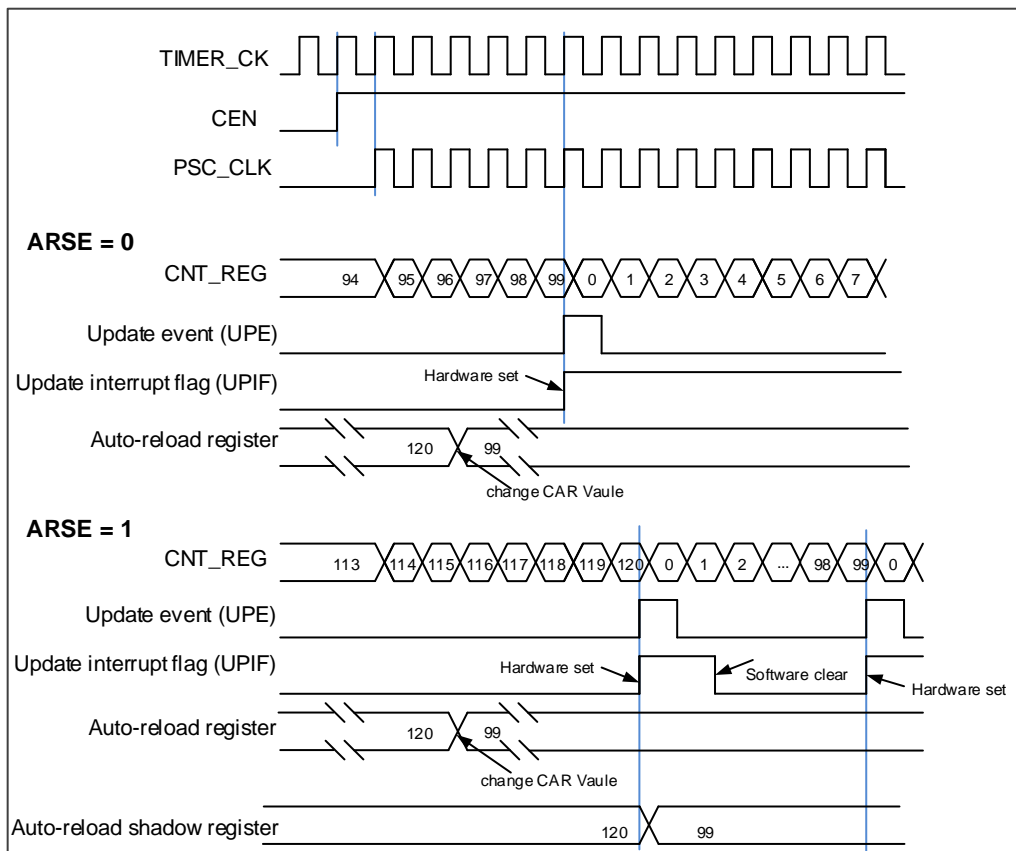 TIMER_CK
CEN
PSC_CLK
ARSE = 0
CNT_REG 94 95 96 97 98 99 0 1 2 3 4 5 6 7
Update event (UPE)
Update interrupt flag (UPIF) Hardware set
Auto-reload register 120 99
change CAR Vaule
ARSE = 1
CNT_REG 113 114 115 116 117 118 119 120 0 1 2 ... 98 99 0
Update event (UPE)
Update interrupt flag (UPIF) Hardware set Software clear Hardware set
Auto-reload register 120 99
change CAR Vaule
Auto-reload shadow register 120 99